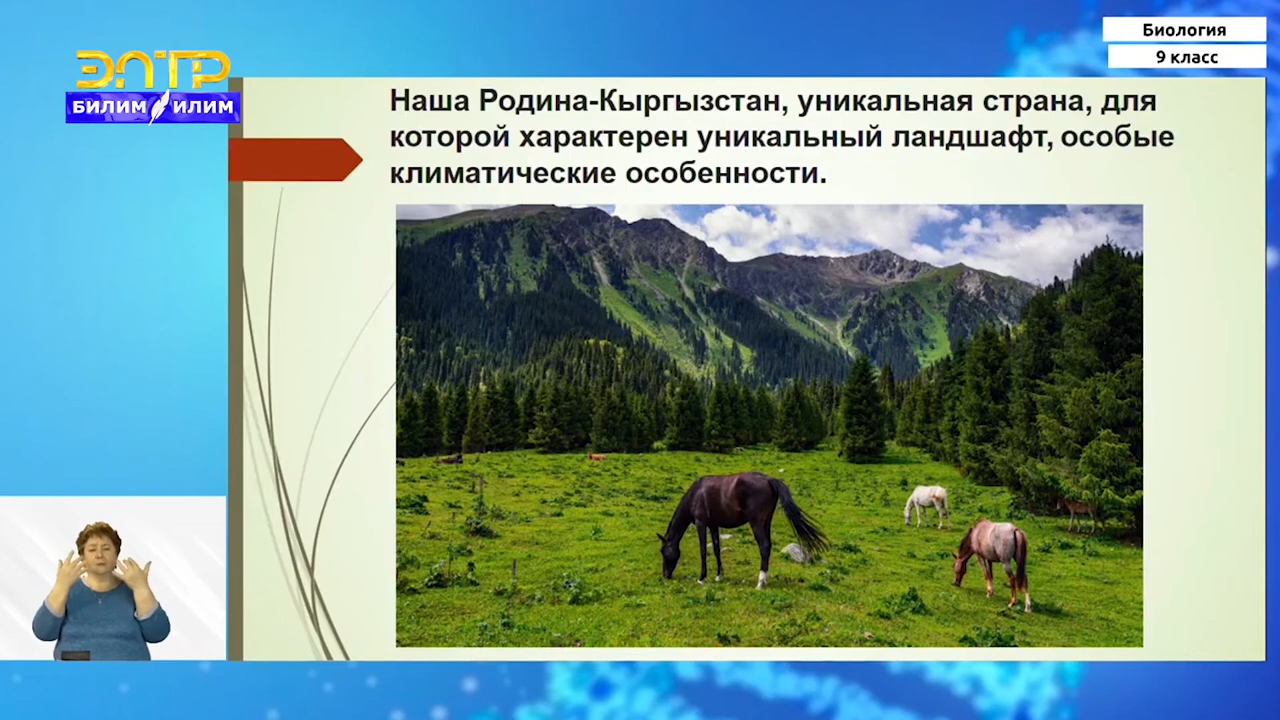 Биология
9 класс
ЭЛТР
БИЛИМ ИЛИМ
Наша Родина-Кыргызстан, уникальная страна, для
которой характерен уникальный ландшафт, особые
климатические особенности.